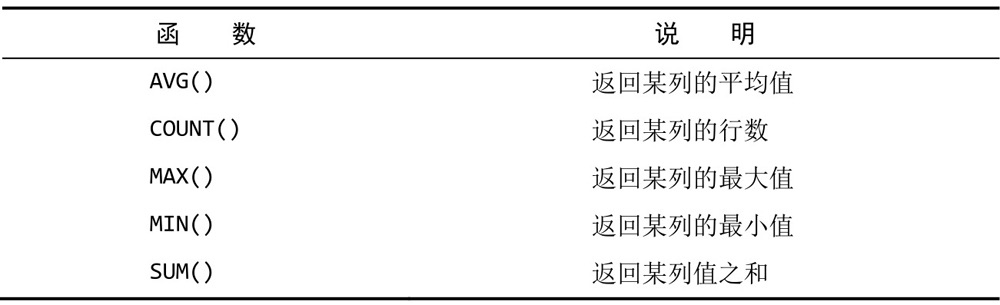 函 数 说 明
AVG() 返回某列的平均值
COUNT() 返回某列的行数
MAX() 返回某列的最大值
MIN() 返回某列的最小值
SUM() 返回某列值之和